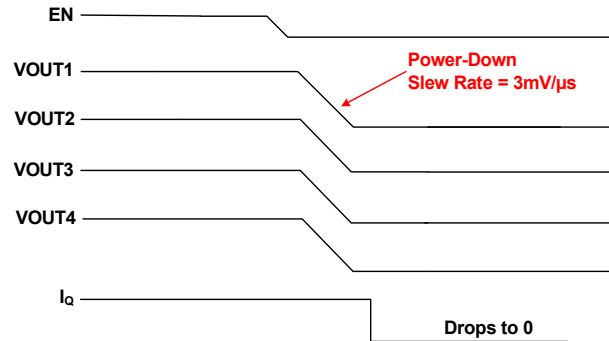 EN
VOUT1
Power-Down
Slew Rate = 3mV/µs
VOUT2
VOUT3
VOUT4
IQ
Drops to 0